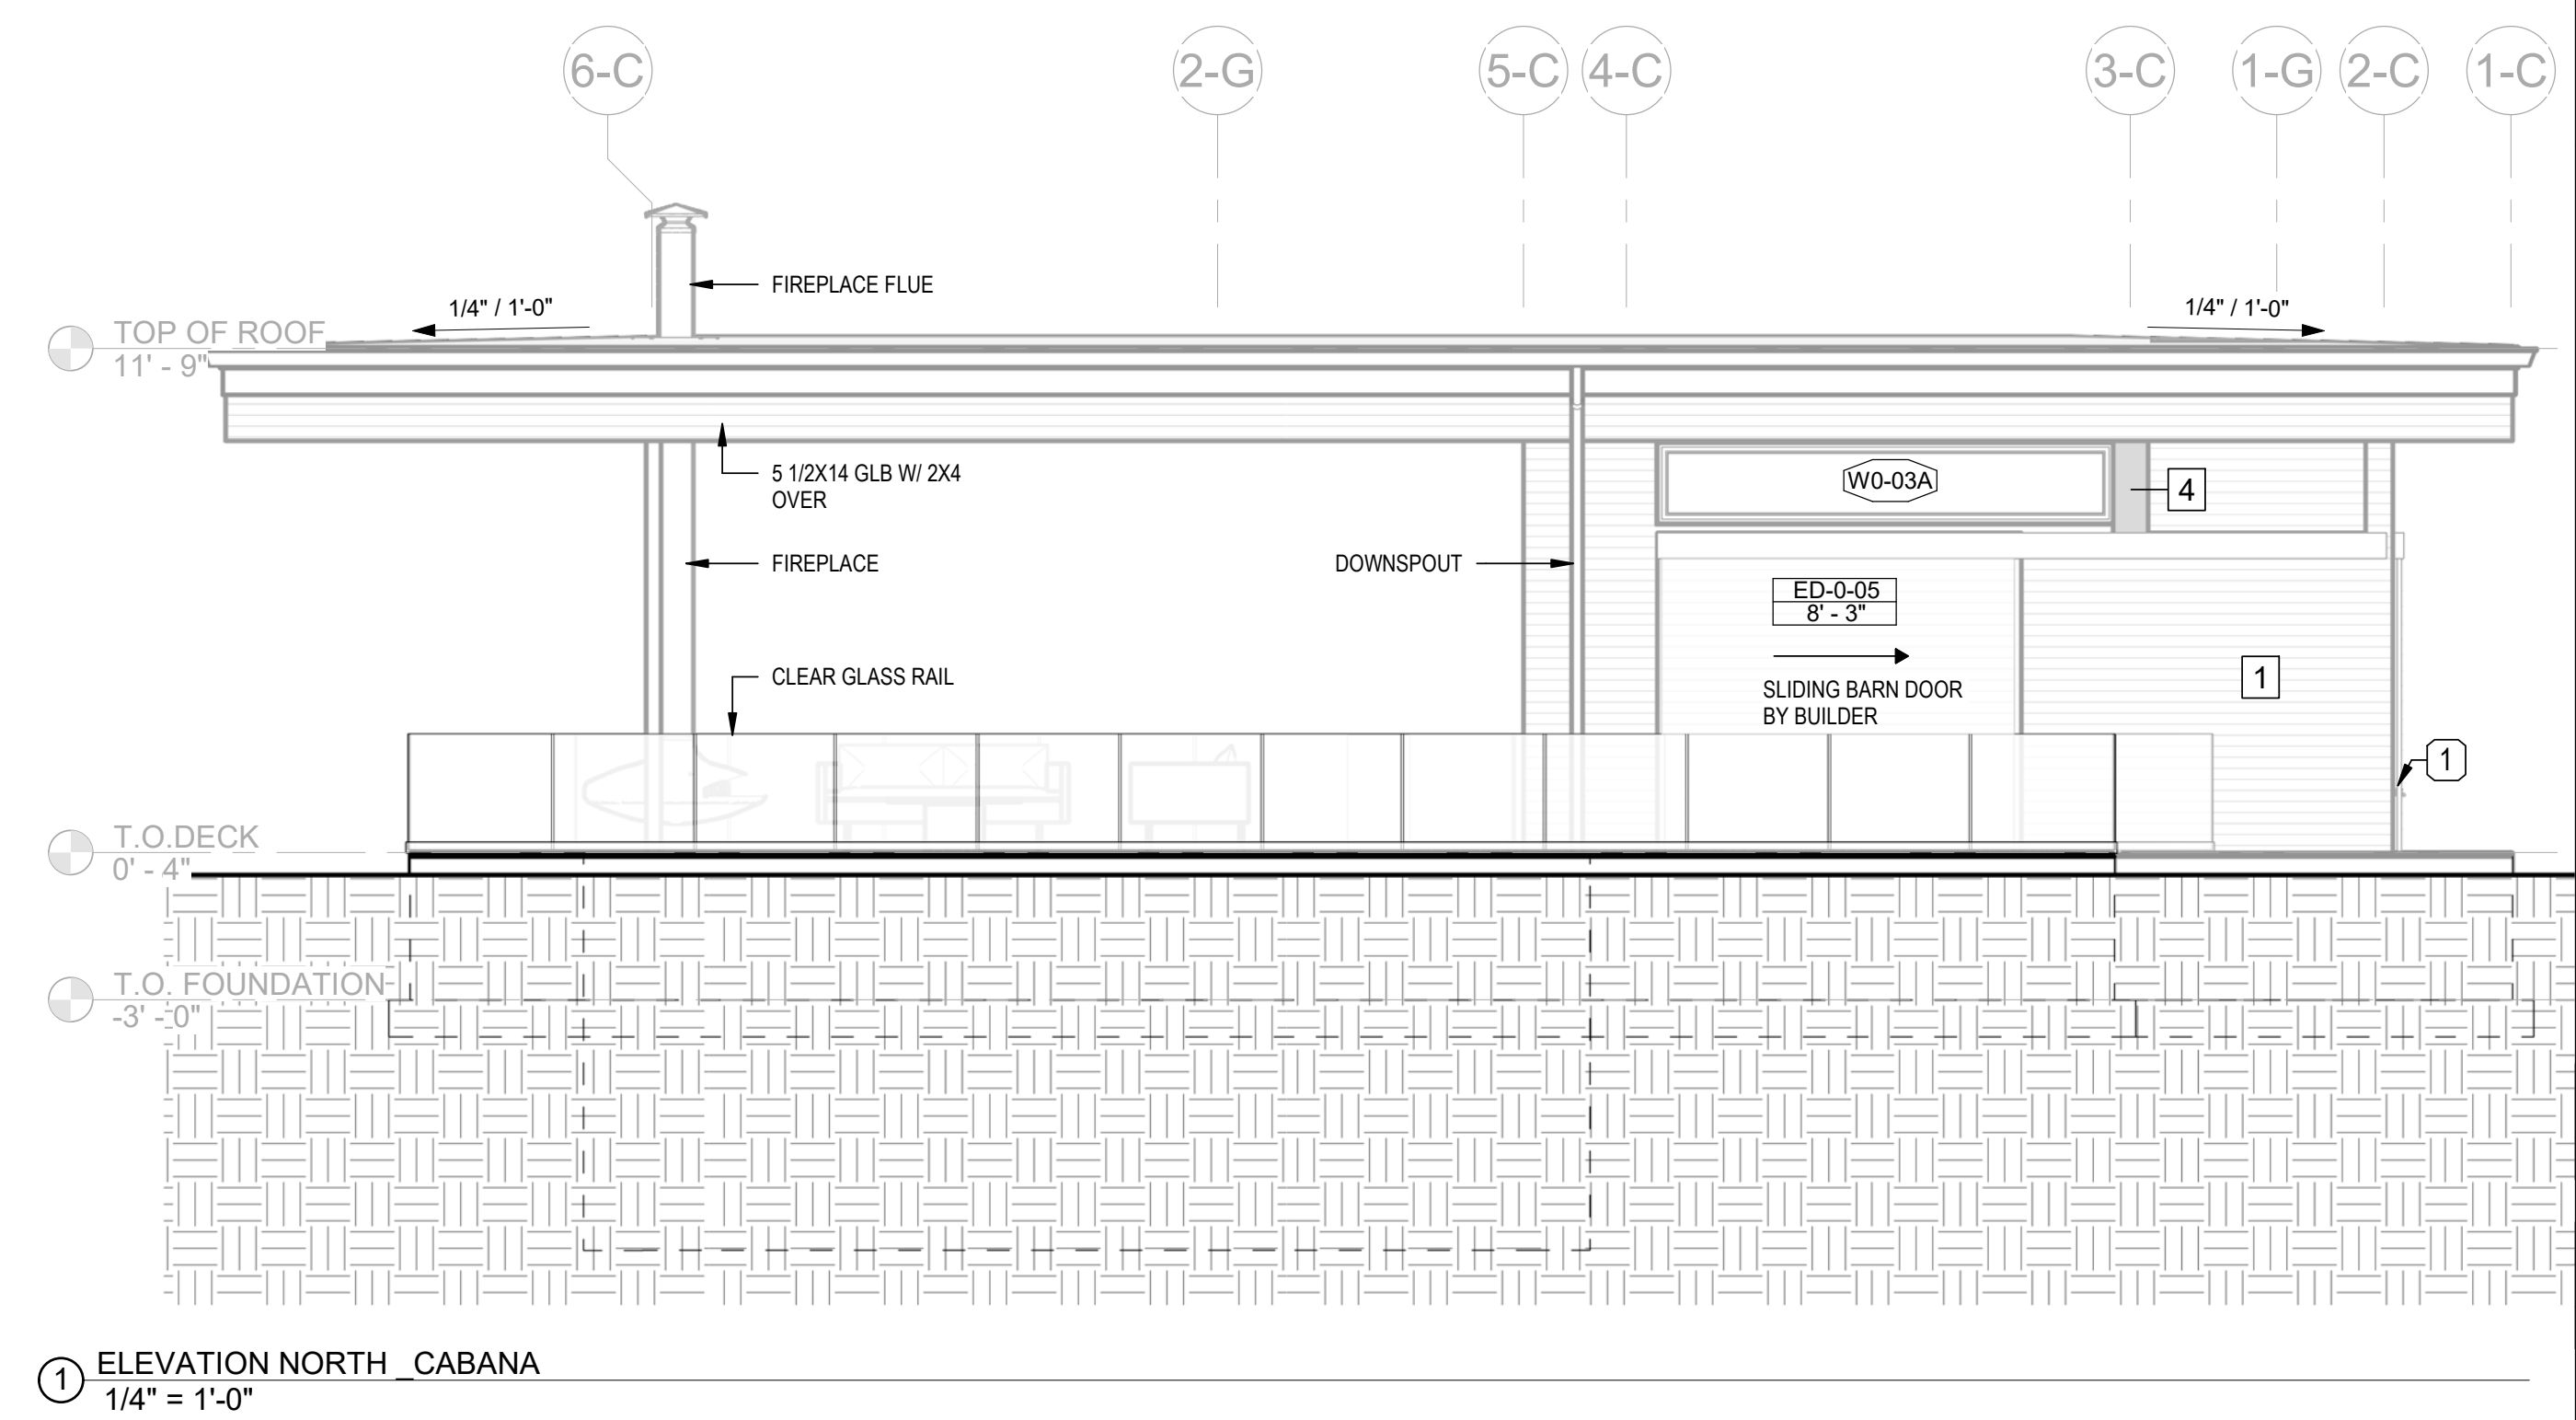 6-C
2-G
5-C
4-C
3-C
1-G
2-C
1-C
FIREPLACE FLUE
1/4" / 1'-0"
1/4" / 1'-0"
TOP OF ROOF
11' - 9"
5 1/2X14 GLB W/ 2X4
OVER
W0-03A
4
FIREPLACE
DOWNSPOUT
ED-0-05
8' - 3"
CLEAR GLASS RAIL
SLIDING BARN DOOR
BY BUILDER
1
1
T.O.DECK
0' - 4"
T.O. FOUNDATION
-3' - 0"
1
ELEVATION NORTH _CABANA
1/4" = 1'-0"